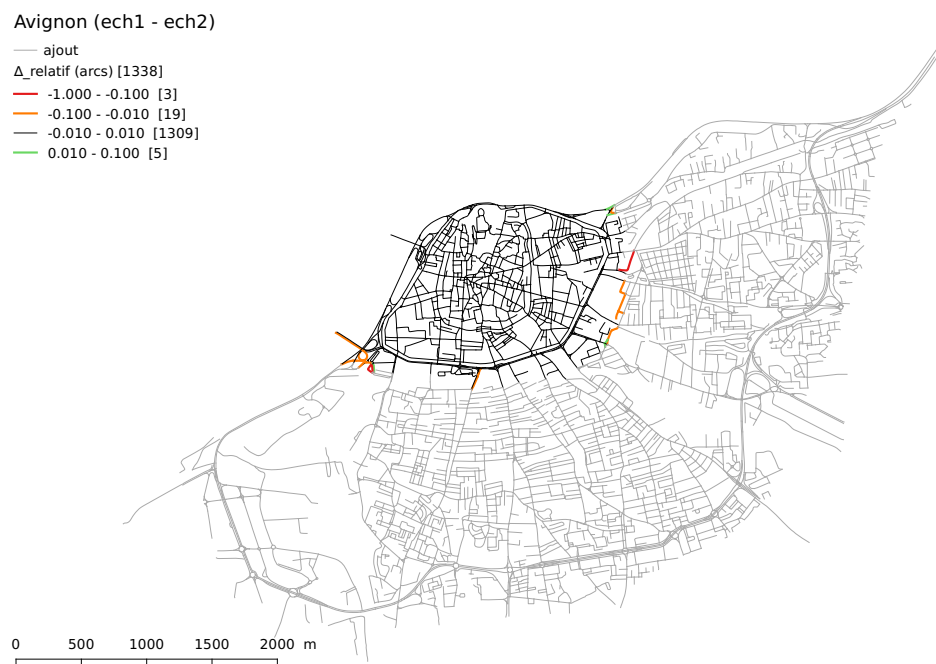 Avignon (ech1 - ech2)
ajout
Δ_relatif (arcs) [1338]
-1.000 - -0.100 [3]
-0.100 - -0.010 [19]
-0.010 - 0.010 [1309]
0.010 - 0.100 [5]
0 500 1000 1500 2000 m